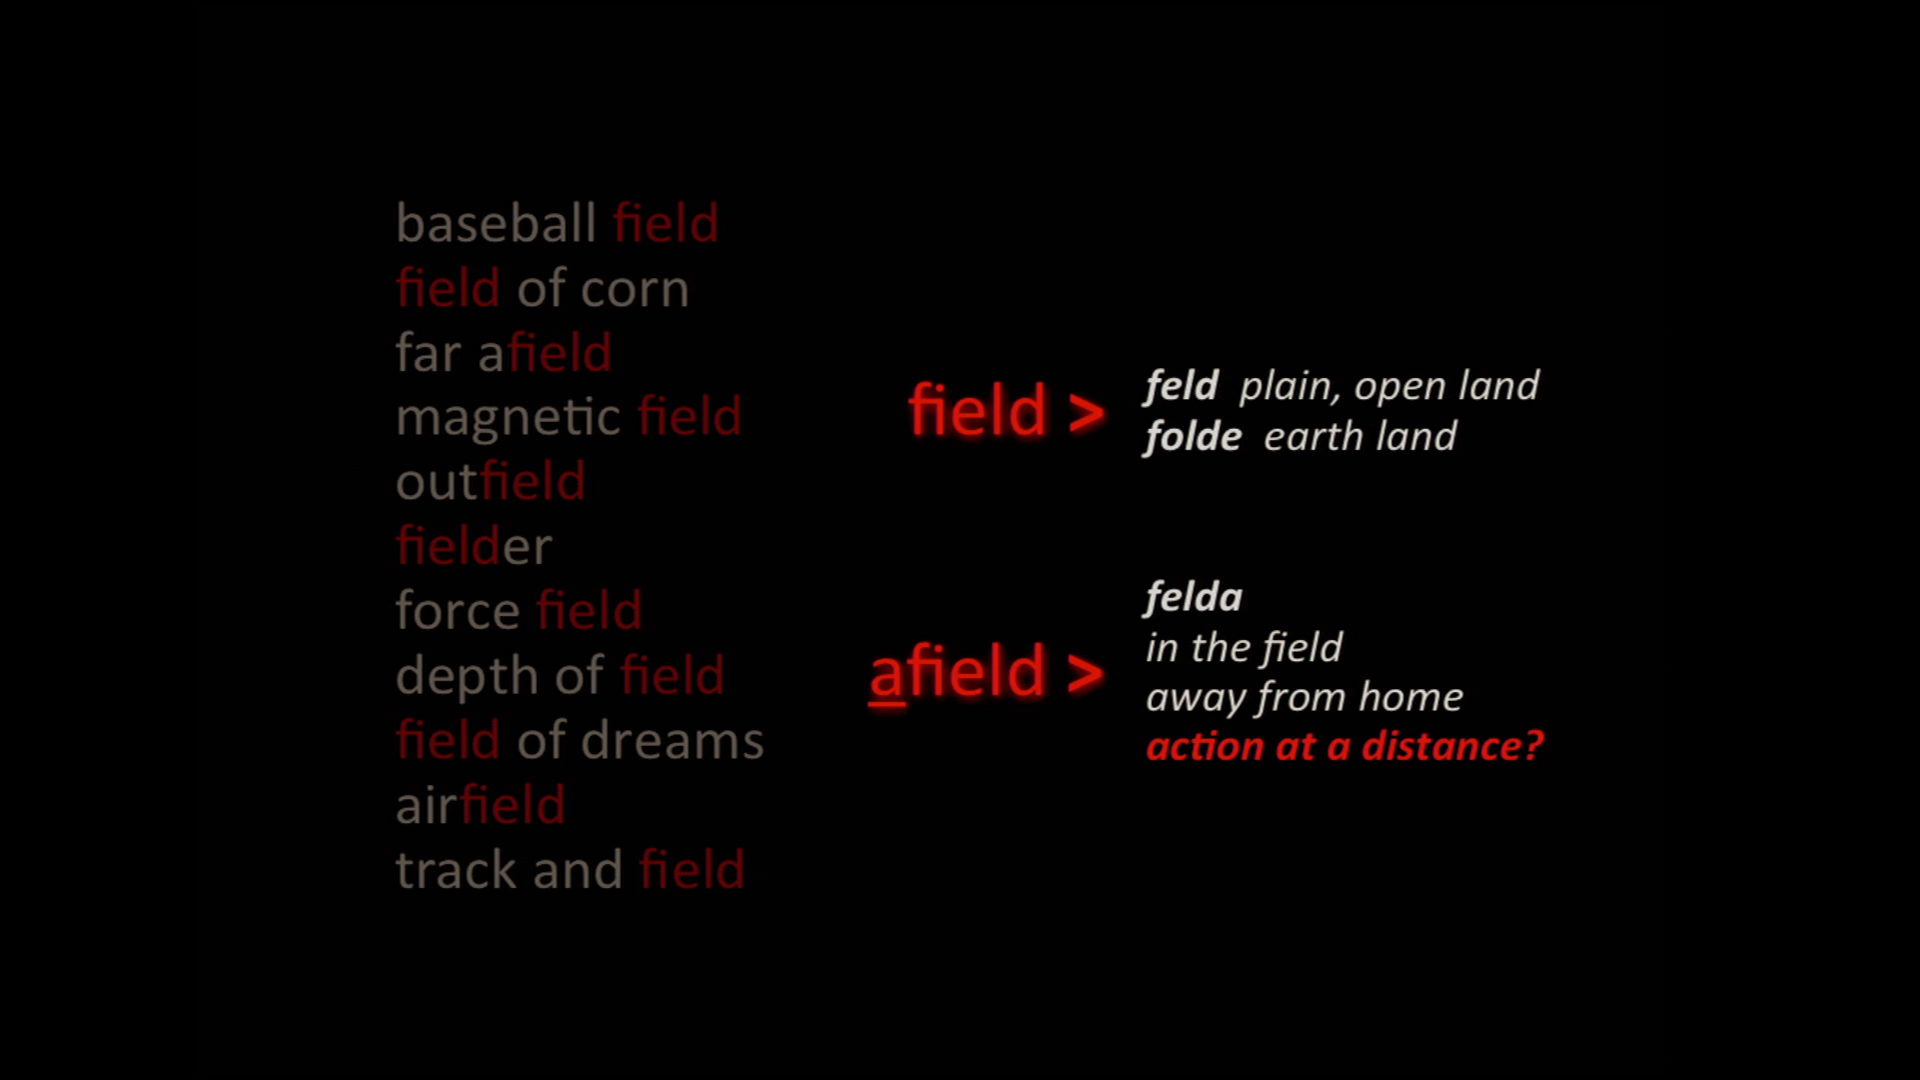 baseball field
field of corn
far afield
magnetic field
outfield
fielder
force field
depth of field
field of dreams
airfield
track and field
field >
feld plain, open land
folde earth land
afield >
felda
in the field
away from home
action at a distance?